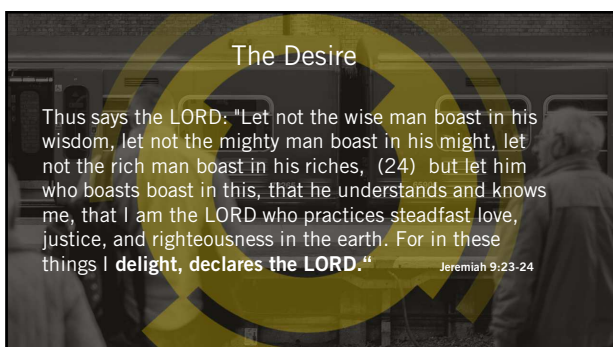 The Desire
Thus says the LORD: "Let not the wise man boast in his
wisdom, let not the mighty man boast in his might, let
not the rich man boast in his riches, (24) but let him
who boasts boast in this, that he understands and knows
me, that I am the LORD who practices steadfast love,
justice, and righteousness in the earth. For in these
things I delight, declares the LORD.“ Jeremiah 9:23-24